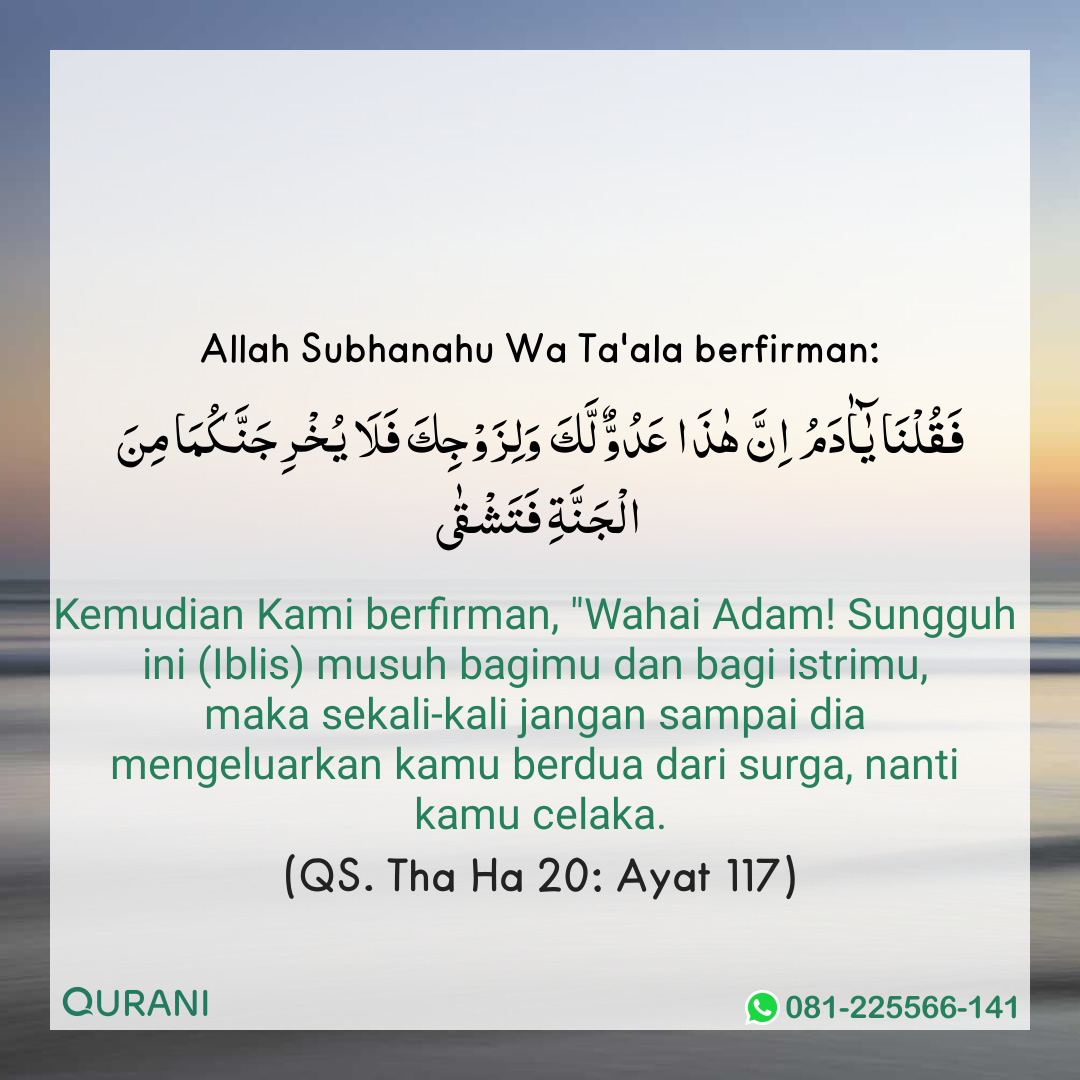 Allah Subhanahu Wa Ta'ala berfirman:
فَقُلْنَا يٰۤاٰدَمُ اِنَّ هٰذَا عَدُوٌّ لَّكَ وَلِزَوْجِكَ فَلَا يُخْرِجَنَّكُمَا مِنَ
الْجَنَّةِ فَتَشْقٰى
Kemudian Kami berfirman, "Wahai Adam! Sungguh
ini (Iblis) musuh bagimu dan bagi istrimu,
maka sekali-kali jangan sampai dia
mengeluarkan kamu berdua dari surga, nanti
kamu celaka.
(QS. Tha Ha 20: Ayat 117)
QURANI
081-225566-141